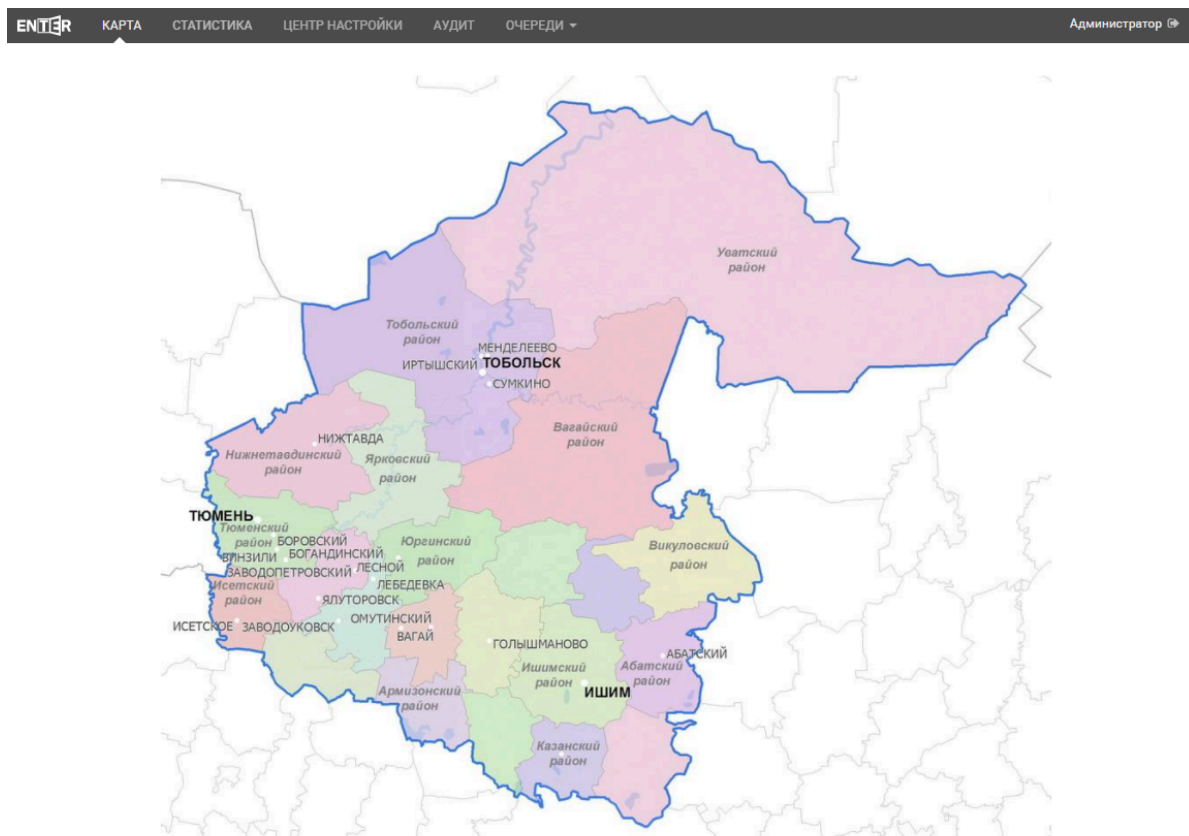 ENTER КАРТА СТАТИСТИКА ЦЕНТР НАСТРОЙКИ АУДИТ ОЧЕРЕДИ Администратор
Уватский
район
Тобольский
район
МЕНДЕЛЕЕВО
ИРТЫШСКИЙ ТОБОЛЬСК
СУМКИНО
Вагайский
район
НИЖТАВДА
Нижнетавдинский
район
Ярковский
район
ТЮМЕНЬ
Тюменский
район
БОРОВСКИЙ
ВИНЗИЛИ
БОГАНДИНСКИЙ
Юргинский
район
Викуловский
район
ЗАВОДОПЕТРОВСКИЙ
ЛЕСНОЙ
ЛЕБЕДЕВКА
Исетский
район
ЯЛУТОРОВСК
ИСЕТСКОЕ
ЗАВОДОУКОВСК
ОМУТИНСКИЙ
ВАГАЙ
ГОЛЫШМАНОВО
Ишимский
район
ИШИМ
АБАТСКИЙ
Абатский
район
Армизонский
район
Казанский
район